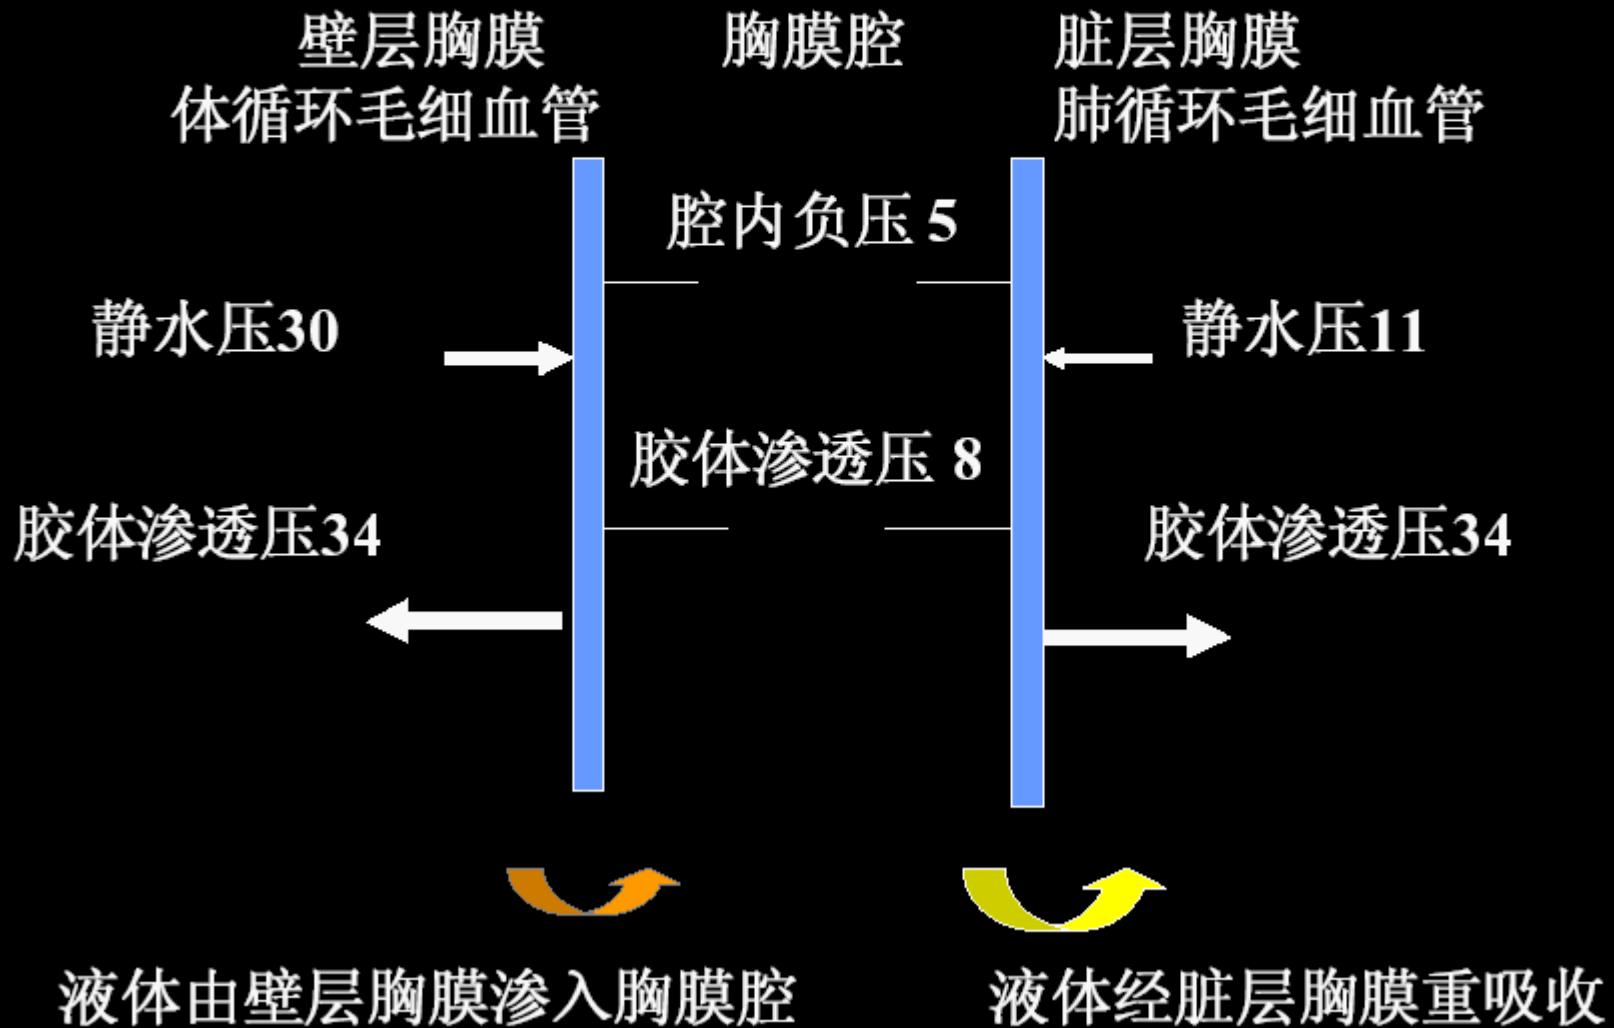 壁层胸膜
体循环毛细血管
胸膜腔
脏层胸膜
肺循环毛细血管
腔内负压 5
静水压30
静水压11
胶体渗透压 8
胶体渗透压34
胶体渗透压34
液体由壁层胸膜渗入胸膜腔
液体经脏层胸膜重吸收